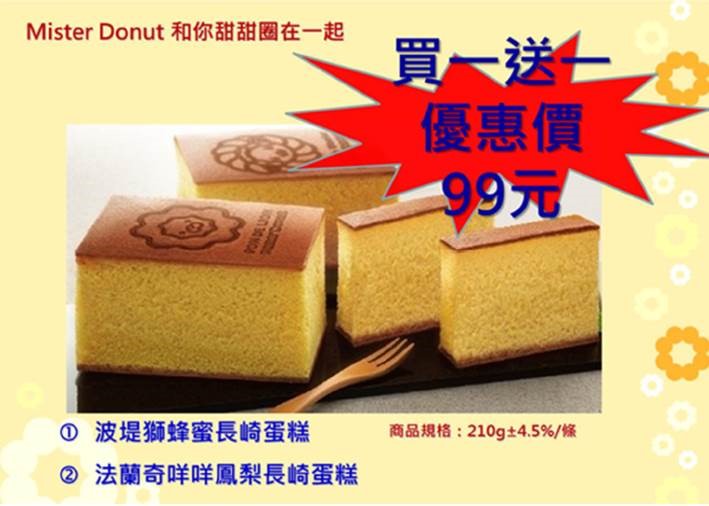 Mister Donut 和你甜甜圈在一起
買一送一
優惠價
99元
① 波堤獅蜂蜜長崎蛋糕
商品規格：210g±4.5%/條
② 法蘭奇咩咩鳳梨長崎蛋糕